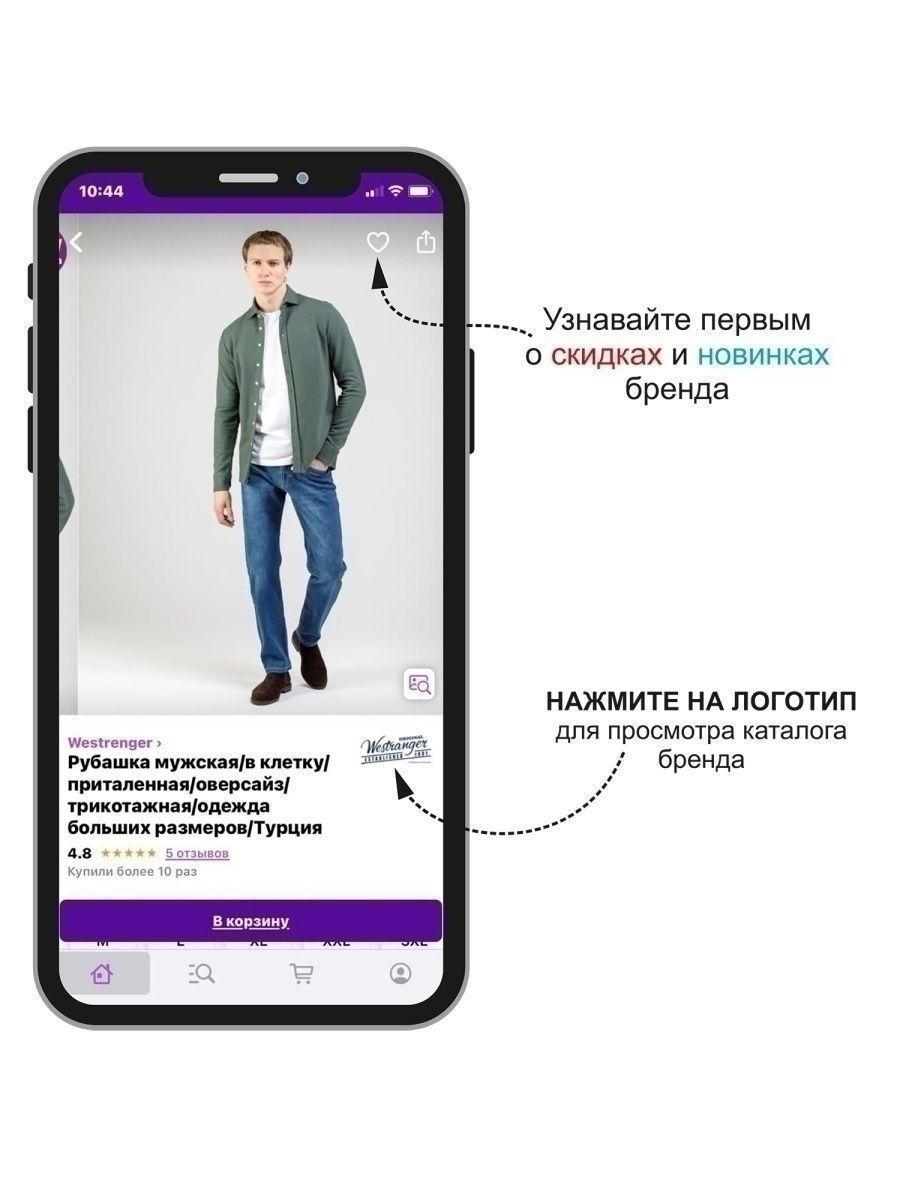 10:44
Узнавайте первым
о скидках и новинках
бренда
НАЖМИТЕ НА ЛОГОТИП
для просмотра каталога
бренда
Westrenger ›
ORIGINAL
Westranger
ESTABLISHED
Рубашка мужская/в клетку/
приталенная/оверсайз/
трикотажная/одежда
больших размеров/Турция
4.8 ★★★★★ 5 отзывов
Купили более 10 раз
В корзину
M L XL XXL 3XL